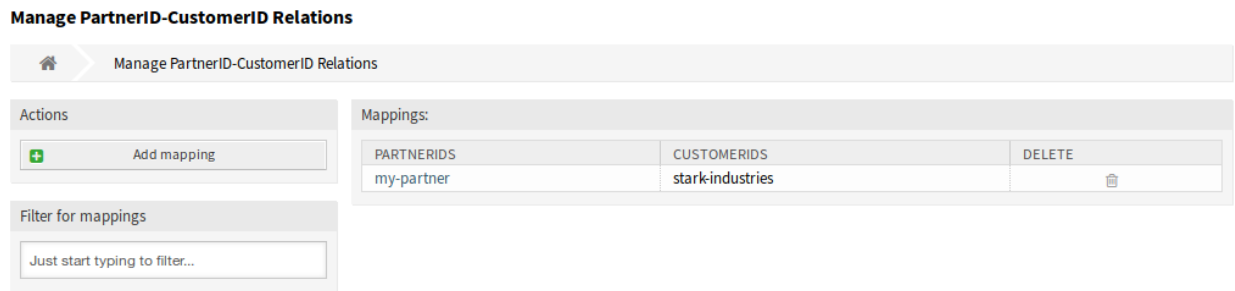 Manage PartnerID-CustomerID Relations
Manage PartnerID-CustomerID Relations
Actions
Add mapping
Filter for mappings
Just start typing to filter...
Mappings:
PARTNERIDS CUSTOMERIDS DELETE
my-partner stark-industries